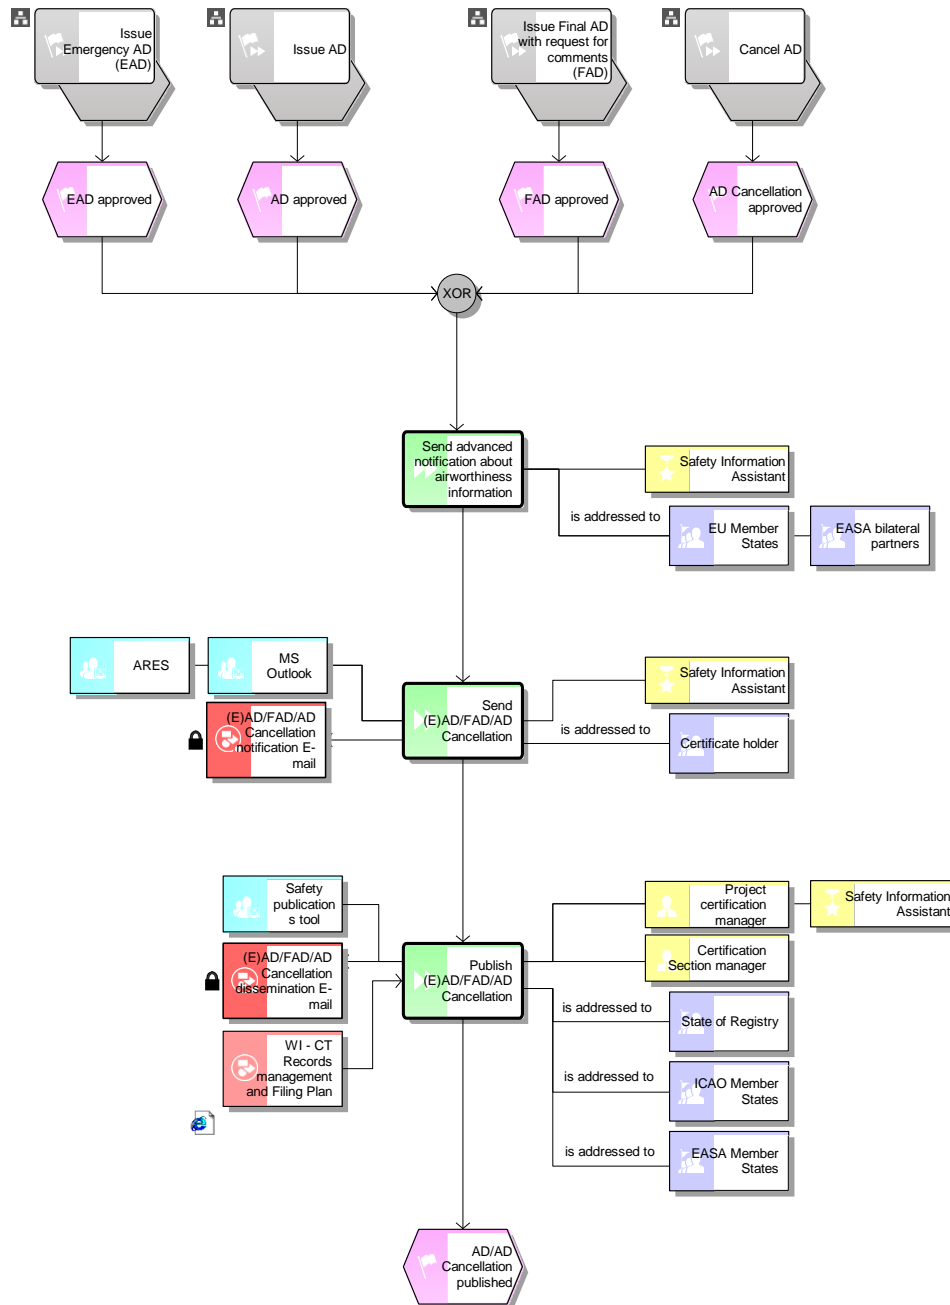 Issue
Emergency AD
(EAD)
Issue AD
Issue Final AD
with request for
comments
(FAD)
Cancel AD
EAD approved
AD approved
FAD approved
AD Cancellation
approved
XOR
Send advanced
notification about
airworthiness
information
Safety Information
Assistant
is addressed to
EU Member
States
EASA bilateral
partners
ARES
MS
Outlook
(E)AD/FAD/AD
Cancellation
notification E-
mail
Send
(E)AD/FAD/AD
Cancellation
Safety Information
Assistant
is addressed to
Certificate holder
Safety
publication
s tool
(E)AD/FAD/AD
Cancellation
dissemination E-
mail
WI - CT
Records
management
and Filing Plan
Publish
(E)AD/FAD/AD
Cancellation
Project
certification
manager
Safety Information
Assistant
Certification
Section manager
is addressed to
State of Registry
is addressed to
ICAO Member
States
is addressed to
EASA Member
States
AD/AD
Cancellation
published